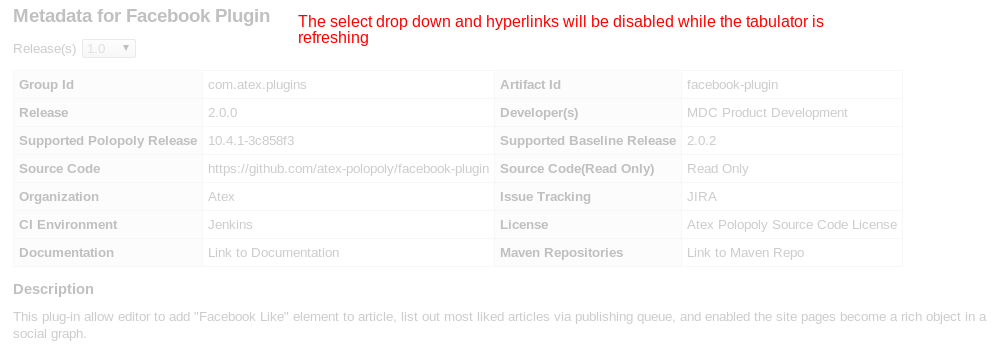 Metadata for Facebook Plugin
The select drop down and hyperlinks will be disabled while the tabulator is
refreshing
Release(s) 1.0
Group Id com.atex.plugins Artifact Id facebook-plugin
Release 2.0.0 Developer(s) MDC Product Development
Supported Polopoly Release 10.4.1-3c858f3 Supported Baseline Release 2.0.2
Source Code https://github.com/atex-polopoly/facebook-plugin Source Code(Read Only) Read Only
Organization Atex Issue Tracking JIRA
CI Environment Jenkins License Atex Polopoly Source Code License
Documentation Link to Documentation Maven Repositories Link to Maven Repo
Description
This plug-in allow editor to add "Facebook Like" element to article, list out most liked articles via publishing queue, and enabled the site pages become a rich object in a
social graph.